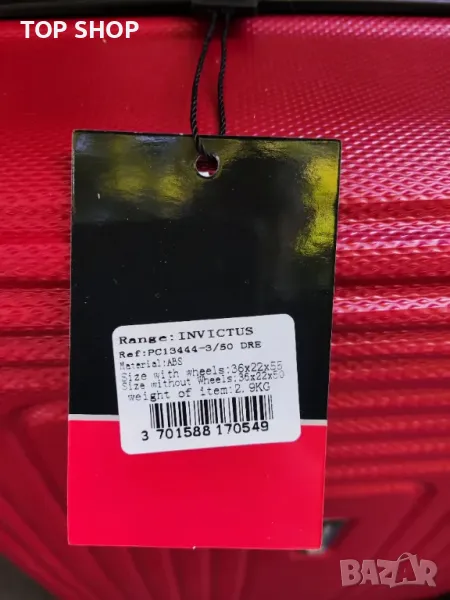 TOP SHOP
Range:INVICTUS
Ref:PC13444-3/50 DRE
Material:ABS
Size with wheels:36x22x55
Size without Wheels:36x22x50
weight of item:2.9KG
3 701588 170549
BAZAR